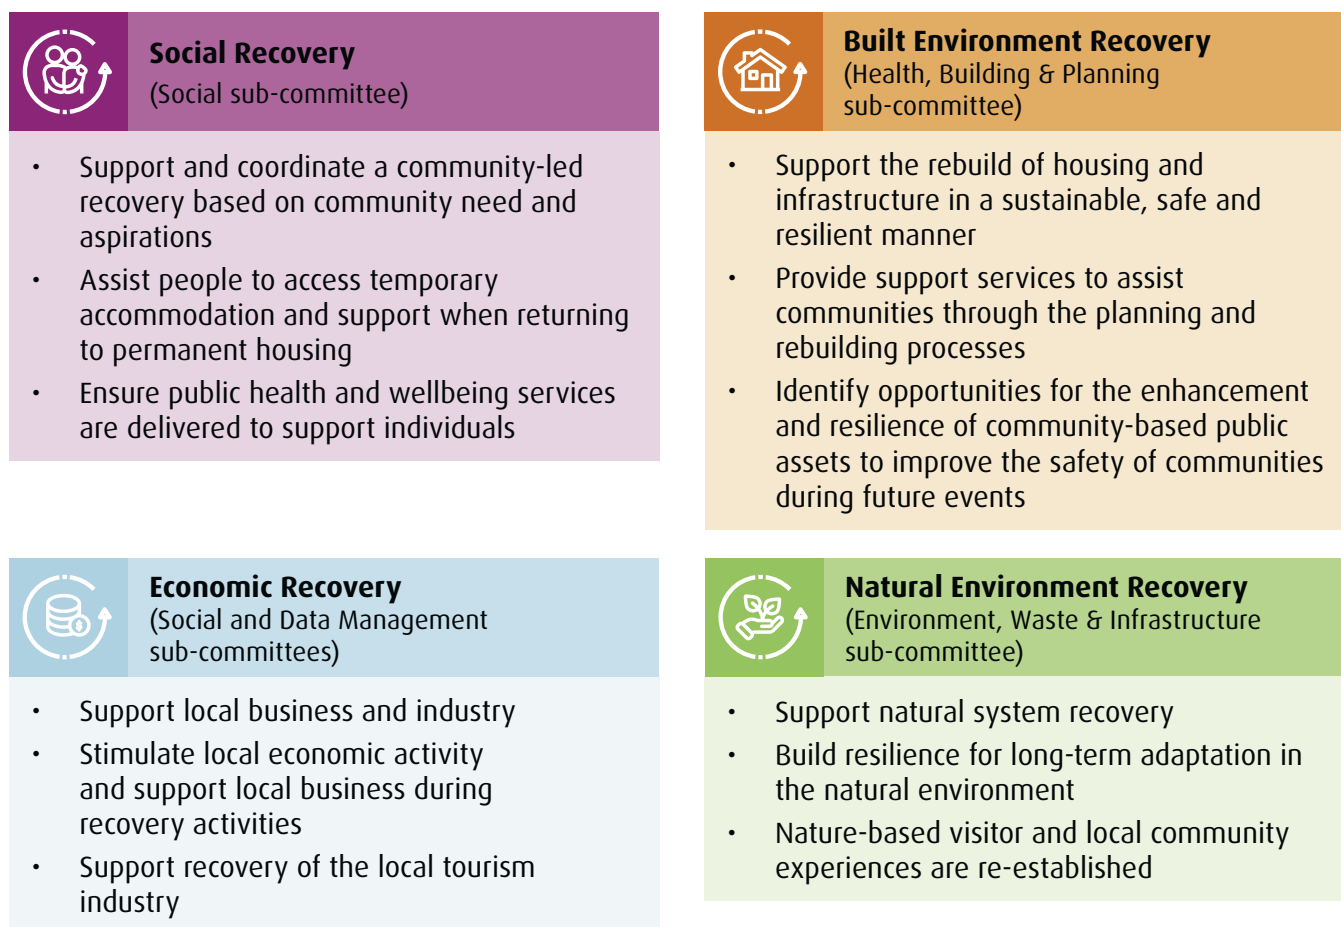 Social Recovery
(Social sub-committee)
• Support and coordinate a community-led
recovery based on community need and
aspirations
• Assist people to access temporary
accommodation and support when returning
to permanent housing
• Ensure public health and wellbeing services
are delivered to support individuals
Built Environment Recovery
(Health, Building & Planning
sub-committee)
• Support the rebuild of housing and
infrastructure in a sustainable, safe and
resilient manner
• Provide support services to assist
communities through the planning and
rebuilding processes
• Identify opportunities for the enhancement
and resilience of community-based public
assets to improve the safety of communities
during future events
Economic Recovery
(Social and Data Management
sub-committees)
• Support local business and industry
• Stimulate local economic activity
and support local business during
recovery activities
• Support recovery of the local tourism
industry
Natural Environment Recovery
(Environment, Waste & Infrastructure
sub-committee)
• Support natural system recovery
• Build resilience for long-term adaptation in
the natural environment
• Nature-based visitor and local community
experiences are re-established